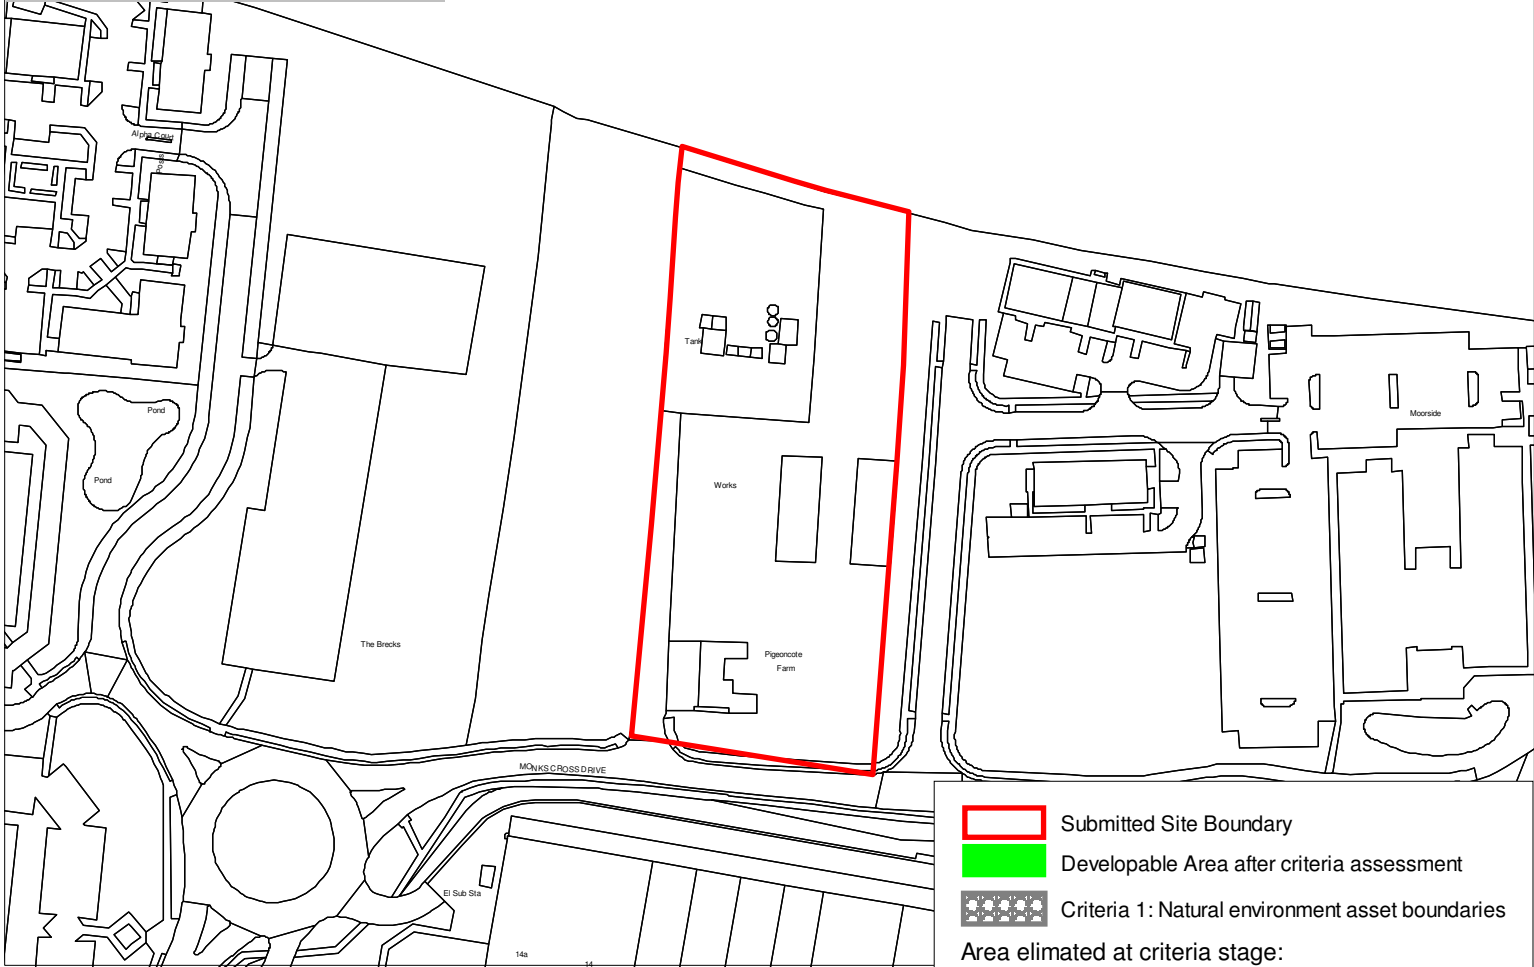 Alpha Court
Posts
Tank
Pond
Moorside
Pond
Works
The Brecks
Pigeoncote
Farm
MONKS CROSS DRIVE
Submitted Site Boundary
Developable Area after criteria assessment
El Sub Sta
Criteria 1: Natural environment asset boundaries
Area elimated at criteria stage:
14a
14